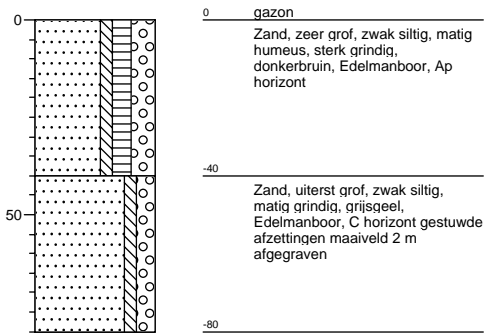 0
0
gazon
Zand, zeer grof, zwak siltig, matig
humeus, sterk grindig,
donkerbruin, Edelmanboor, Ap
horizont
-40
Zand, uiterst grof, zwak siltig,
matig grindig, grijsgeel,
Edelmanboor, C horizont gestuwde
afzettingen maaiveld 2 m
afgegraven
50
-80